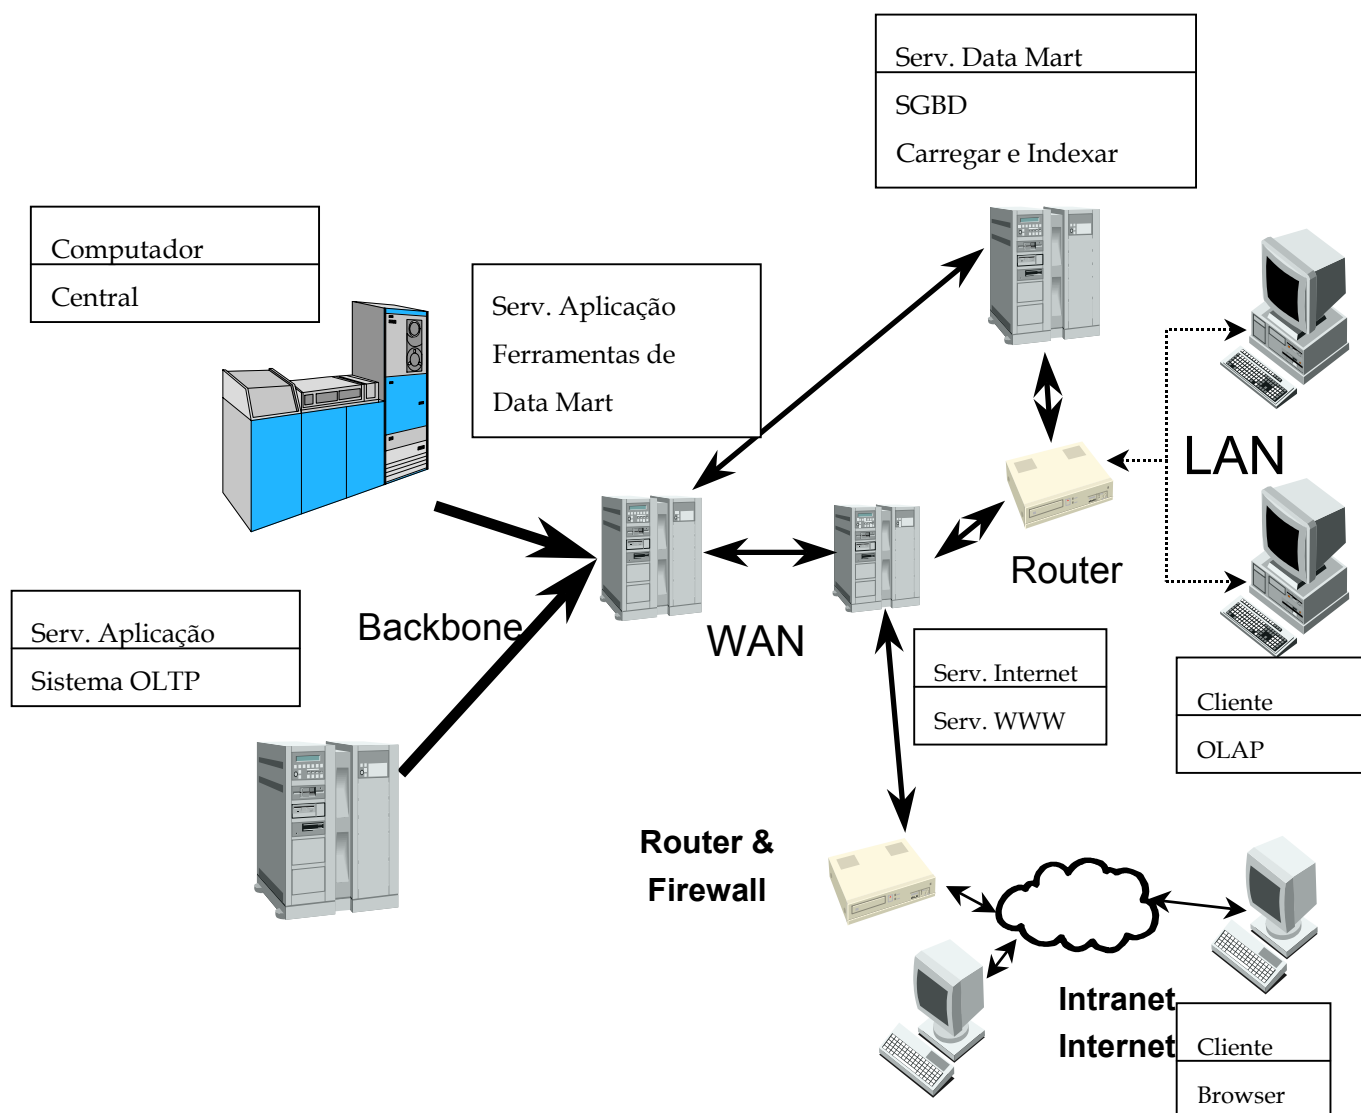 Serv. Data Mart
SGBD
Carregar e Indexar
Computador
Central
Serv. Aplicação
Ferramentas de
Data Mart
LAN
Router
Backbone
WAN
Serv. Aplicação
Sistema OLTP
Serv. Internet
Serv. WWW
Cliente
OLAP
Router &
Firewall
Intranet
Internet
Cliente
Browser